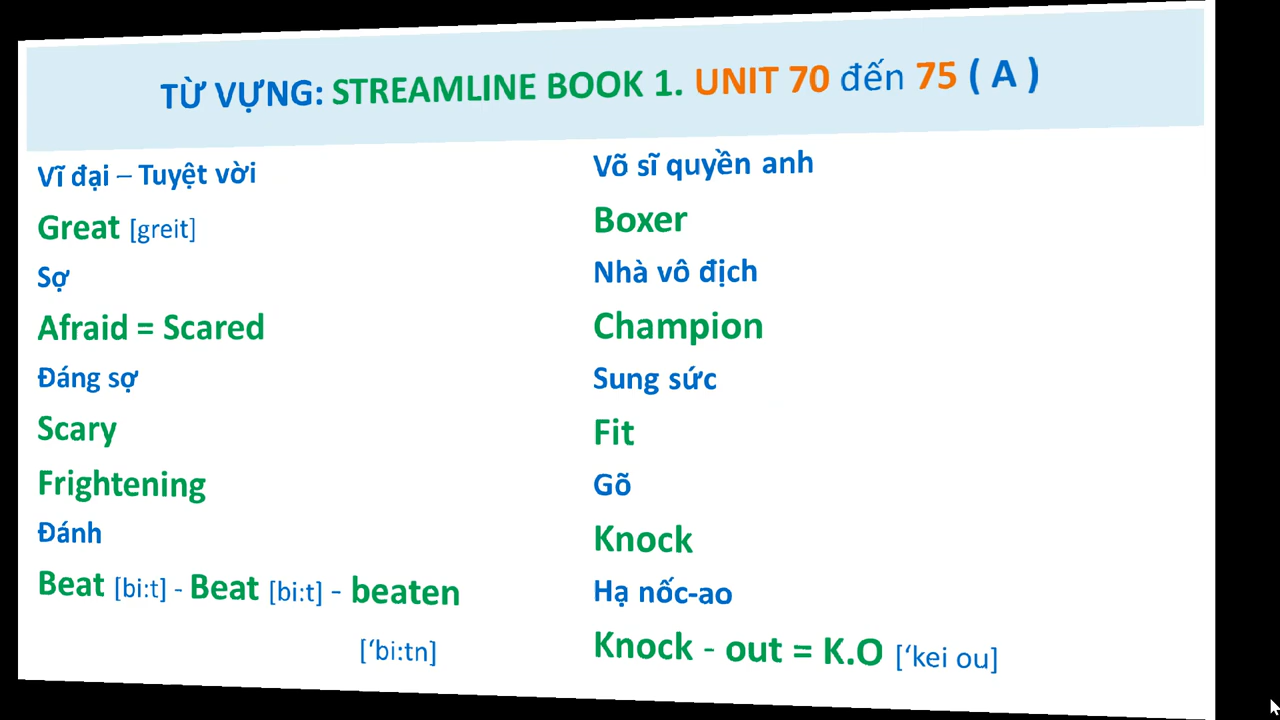 TỪ VỰNG: STREAMLINE BOOK 1. UNIT 70 đến 75 ( A )
Vĩ đại – Tuyệt vời
Great [greit]
Sợ
Afraid = Scared
Đáng sợ
Scary
Frightening
Đánh
Beat [bi:t] - Beat [bi:t] - beaten
[‘bi:tn]
Võ sĩ quyền anh
Boxer
Nhà vô địch
Champion
Sung sức
Fit
Gõ
Knock
Hạ nốc-ao
Knock - out = K.O [‘kei ou]